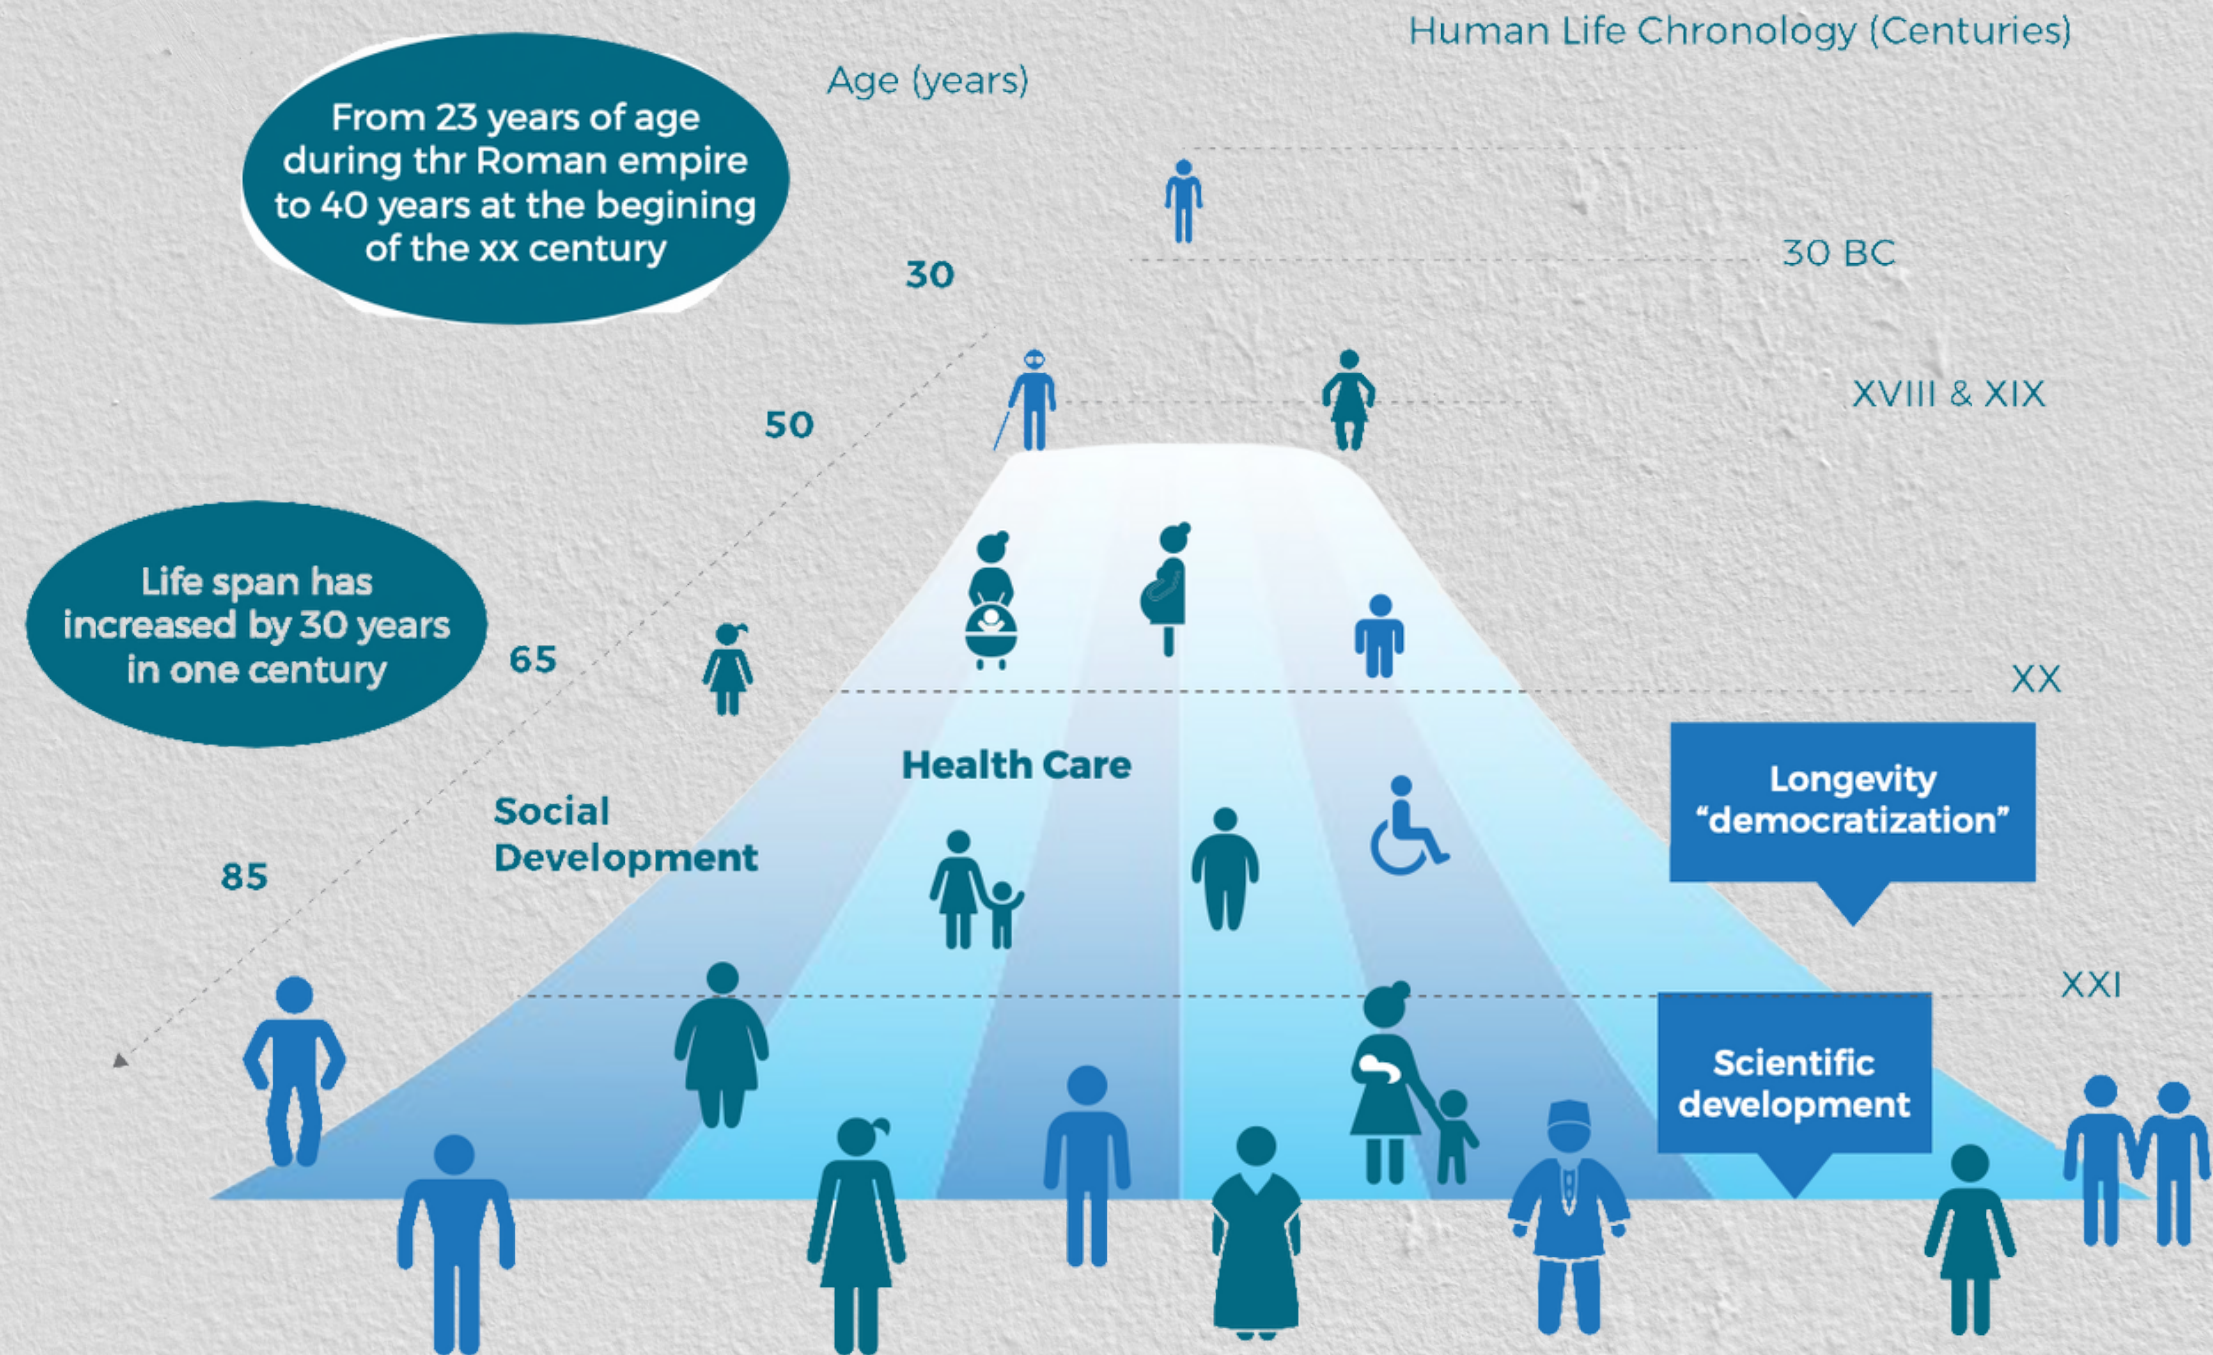 Human Life Chronology (Centuries)
Age (years)
From 23 years of age
during thr Roman empire
to 40 years at the begining
of the xx century
30
30 BC
50
XVIII & XIX
Life span has
increased by 30 years
in one century
65
XX
Health Care
Social
Development
Longevity
“democratization”
85
XXI
Scientific
development